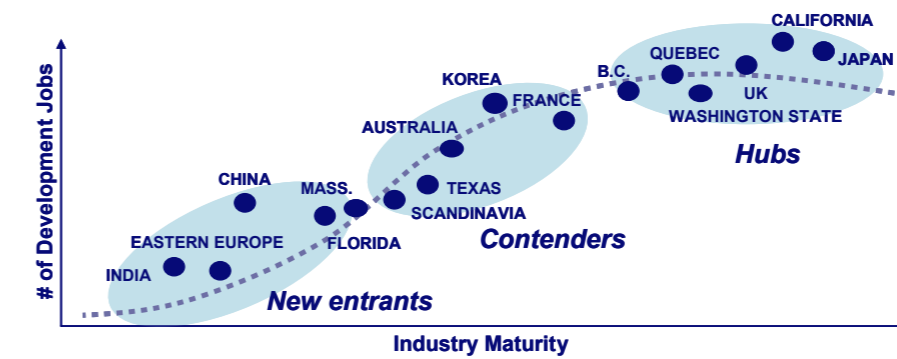 CALIFORNIA
QUEBEC
JAPAN
B.C.
KOREA
FRANCE
UK
WASHINGTON STATE
AUSTRALIA
Hubs
CHINA
MASS.
TEXAS
SCANDINAVIA
EASTERN EUROPE
FLORIDA
Contenders
INDIA
New entrants
# of Development Jobs
Industry Maturity